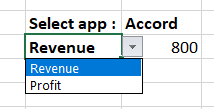 Select app : Accord
Revenue 800
Revenue
Profit